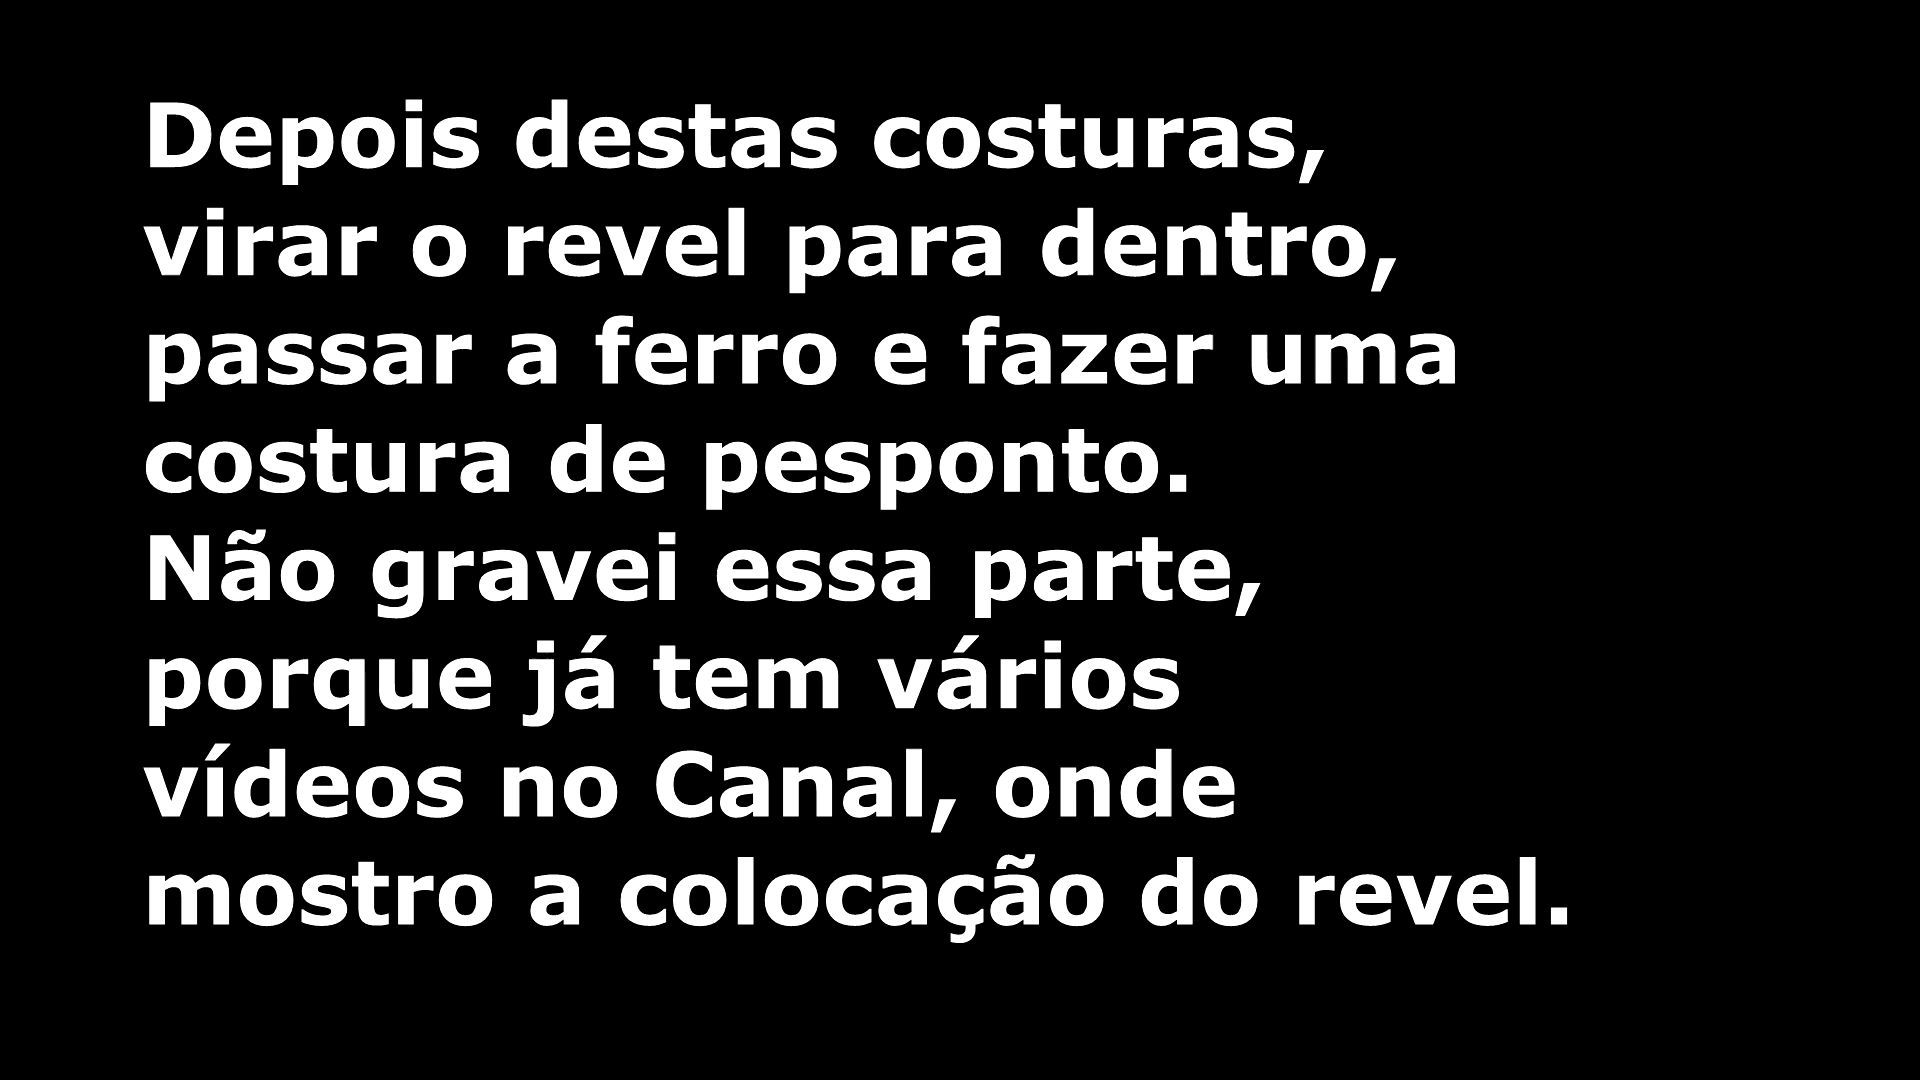 Depois destas costuras,
virar o revel para dentro,
passar a ferro e fazer uma
costura de pesponto.
Não gravei essa parte,
porque já tem vários
vídeos no Canal, onde
mostro a colocação do revel.